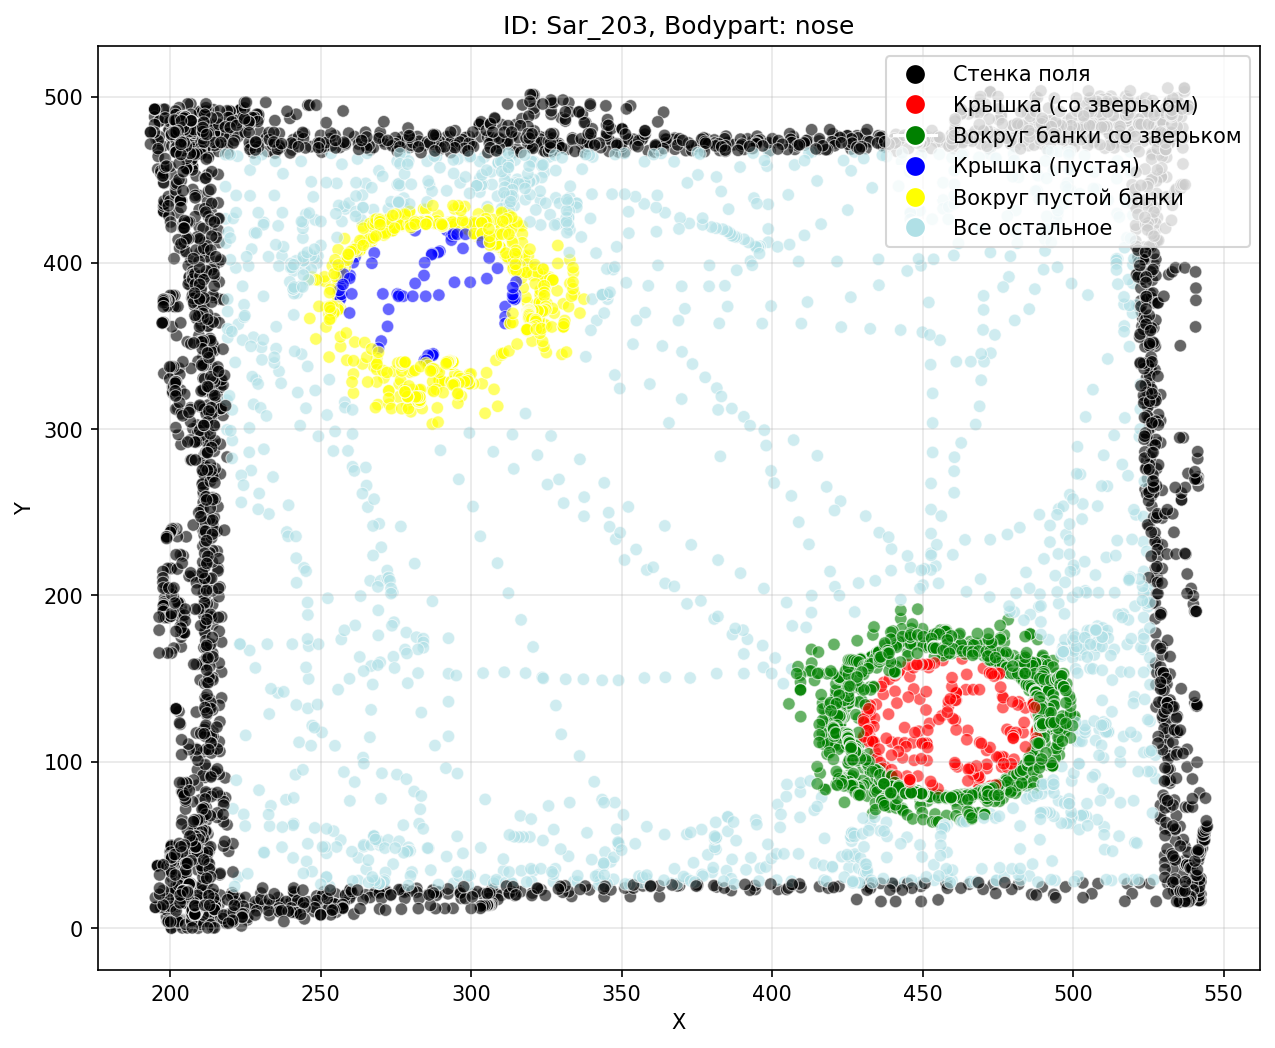 ID: Sar_203, Bodypart: nose
Стенка поля
Крышка (со зверьком)
Вокруг банки со зверьком
Крышка (пустая)
Вокруг пустой банки
Все остальное
500
400
300
200
100
0
Y
200 250 300 350 400 450 500 550
X